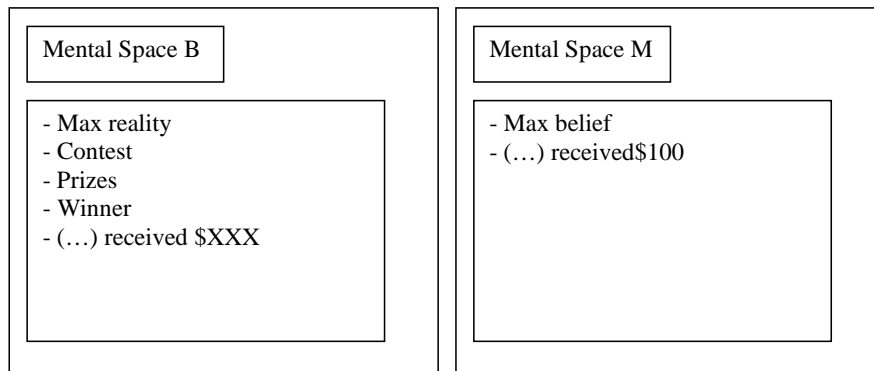 Mental Space B
- Max reality
- Contest
- Prizes
- Winner
- (…) received $XXX
Mental Space M
- Max belief
- (…) received$100